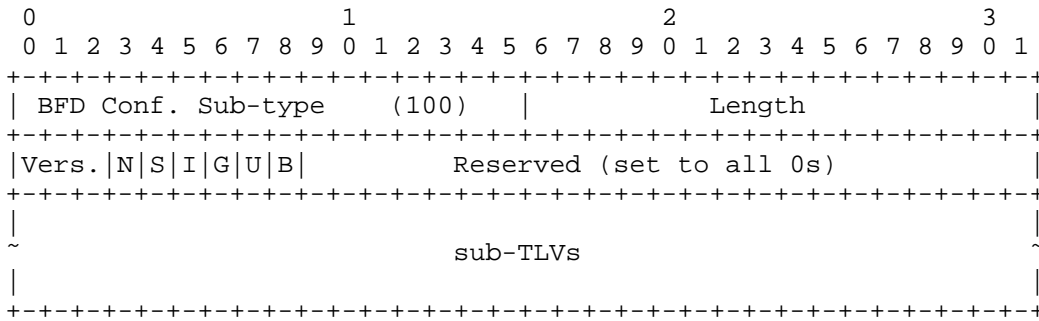 0                   1                   2                   3
 0 1 2 3 4 5 6 7 8 9 0 1 2 3 4 5 6 7 8 9 0 1 2 3 4 5 6 7 8 9 0 1
+-+-+-+-+-+-+-+-+-+-+-+-+-+-+-+-+-+-+-+-+-+-+-+-+-+-+-+-+-+-+-+-+
| BFD Conf. Sub-type    (100) |           Length              |
+-+-+-+-+-+-+-+-+-+-+-+-+-+-+-+-+-+-+-+-+-+-+-+-+-+-+-+-+-+-+-+-+
|Vers.|N|S|I|G|U|B|         Reserved (set to all 0s)            |
+-+-+-+-+-+-+-+-+-+-+-+-+-+-+-+-+-+-+-+-+-+-+-+-+-+-+-+-+-+-+-+-+
|                                                               |
~                           sub-TLVs                            ~
|                                                               |
+-+-+-+-+-+-+-+-+-+-+-+-+-+-+-+-+-+-+-+-+-+-+-+-+-+-+-+-+-+-+-+-+